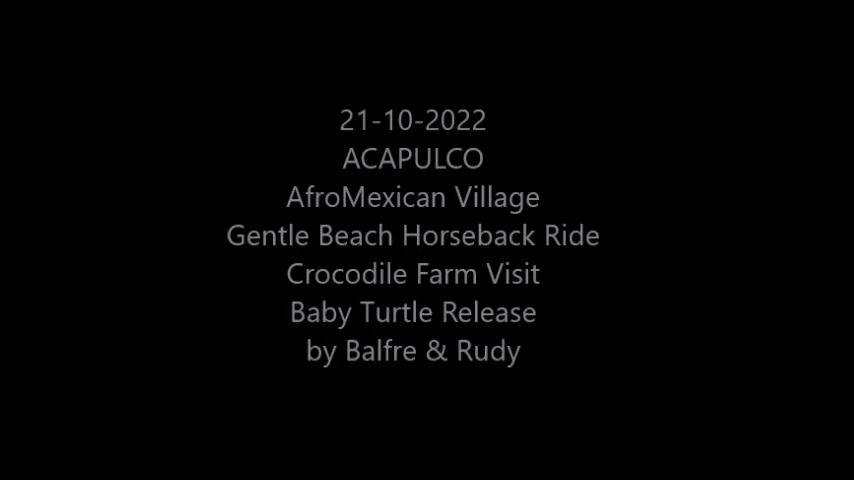 21-10-2022
ACAPULCO
AfroMexican Village
Gentle Beach Horseback Ride
Crocodile Farm Visit
Baby Turtle Release
by Balfre & Rudy